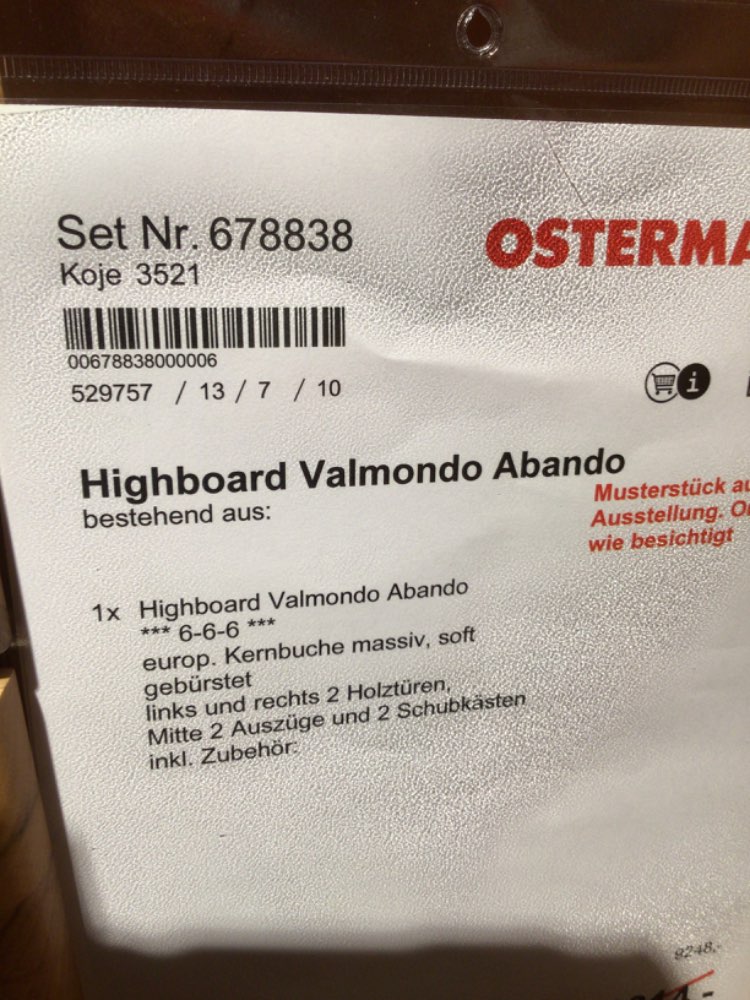 Set Nr. 678838
OSTERMA
Koje 3521
00678838000006
529757 / 13 / 7 / 10
Highboard Valmondo Abando
bestehend aus:
Musterstück au
Ausstellung. O
wie besichtigt
1x Highboard Valmondo Abando
*** 6-6-6 ***
europ. Kernbuche massiv, soft
gebürstet
links und rechts 2 Holztüren,
Mitte 2 Auszüge und 2 Schubkästen
inkl. Zubehör:
8248,-